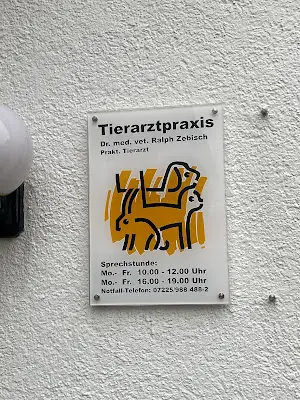 Tierarztpraxis
Dr. med. vet. Ralph Zebisch
Prakt. Tierarzt
Sprechstunde:
Mo.- Fr. 10.00 - 12.00 Uhr
Mo.- Fr. 16.00 - 19.00 Uhr
Notfall-Telefon: 07225/988 488-2